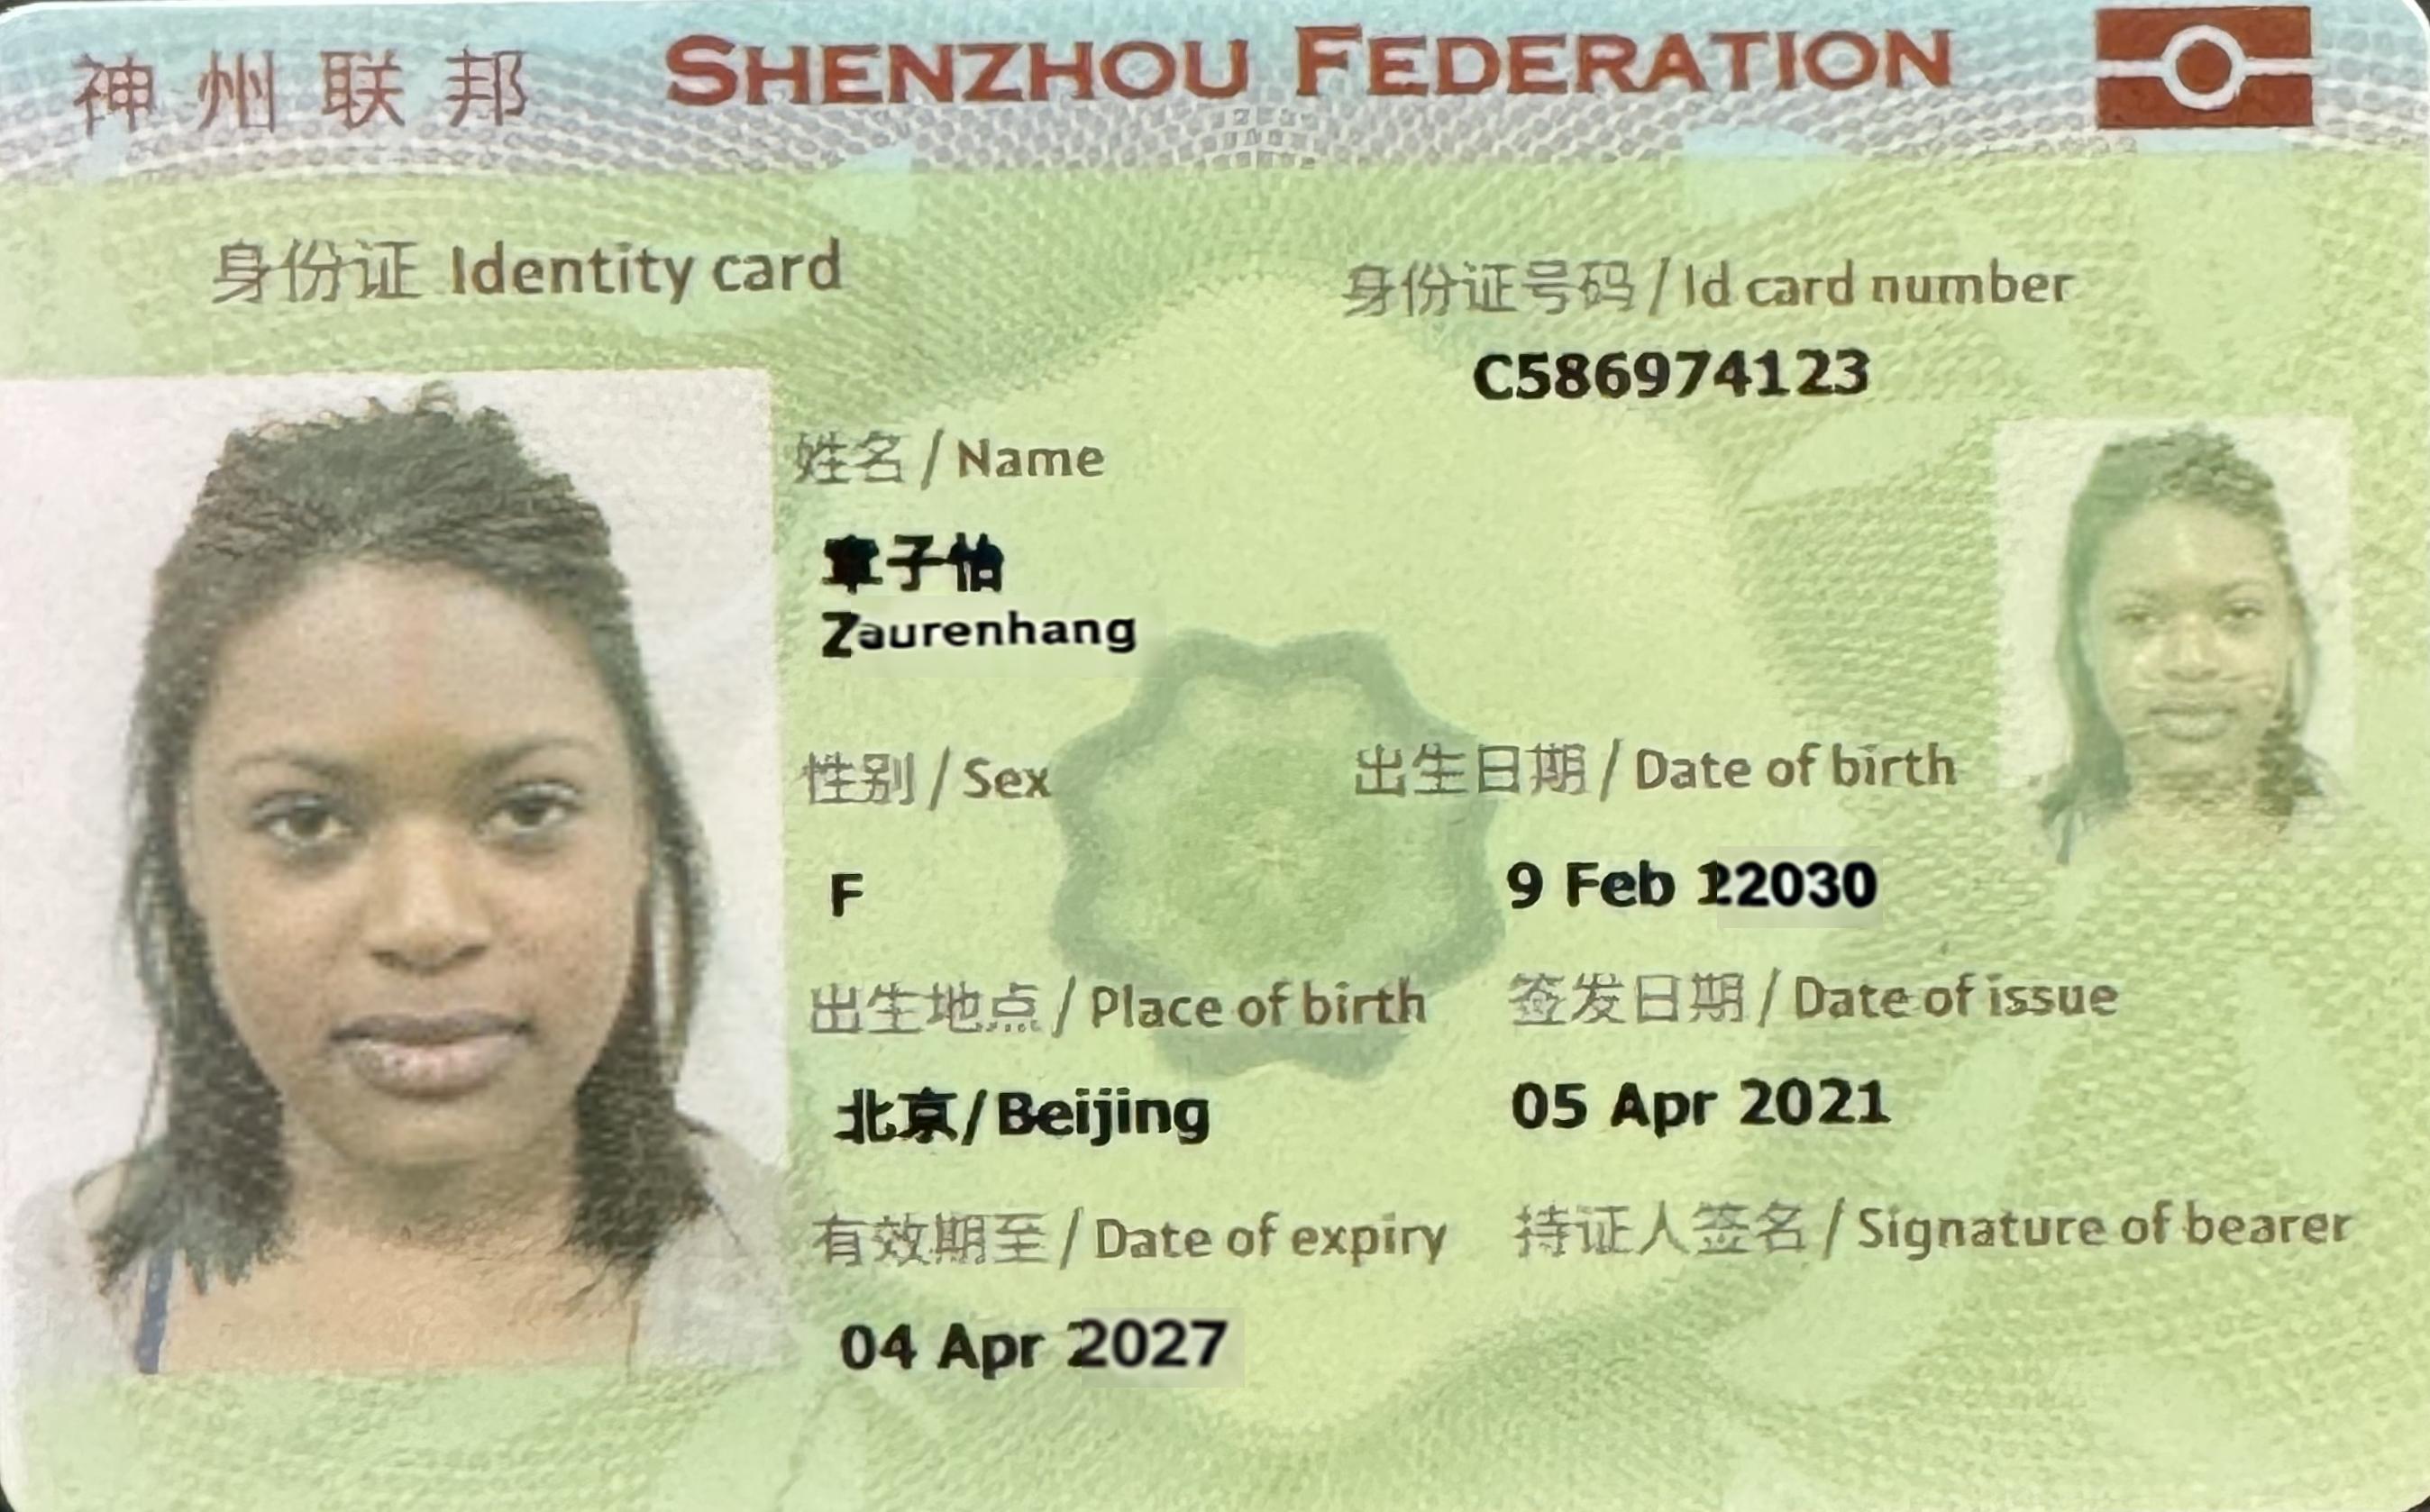 神州联邦 SHENZHOU FEDERATION
身份证 Identity card
身份证号码 / Id card number
C586974123
姓名 / Name
章子怡
Zaurenhang
性别 / Sex
出生日期 / Date of birth
F
9 Feb 12030
出生地点 / Place of birth
签发日期 / Date of issue
北京/Beijing
05 Apr 2021
有效期至 / Date of expiry
持证人签名 / Signature of bearer
04 Apr 2027